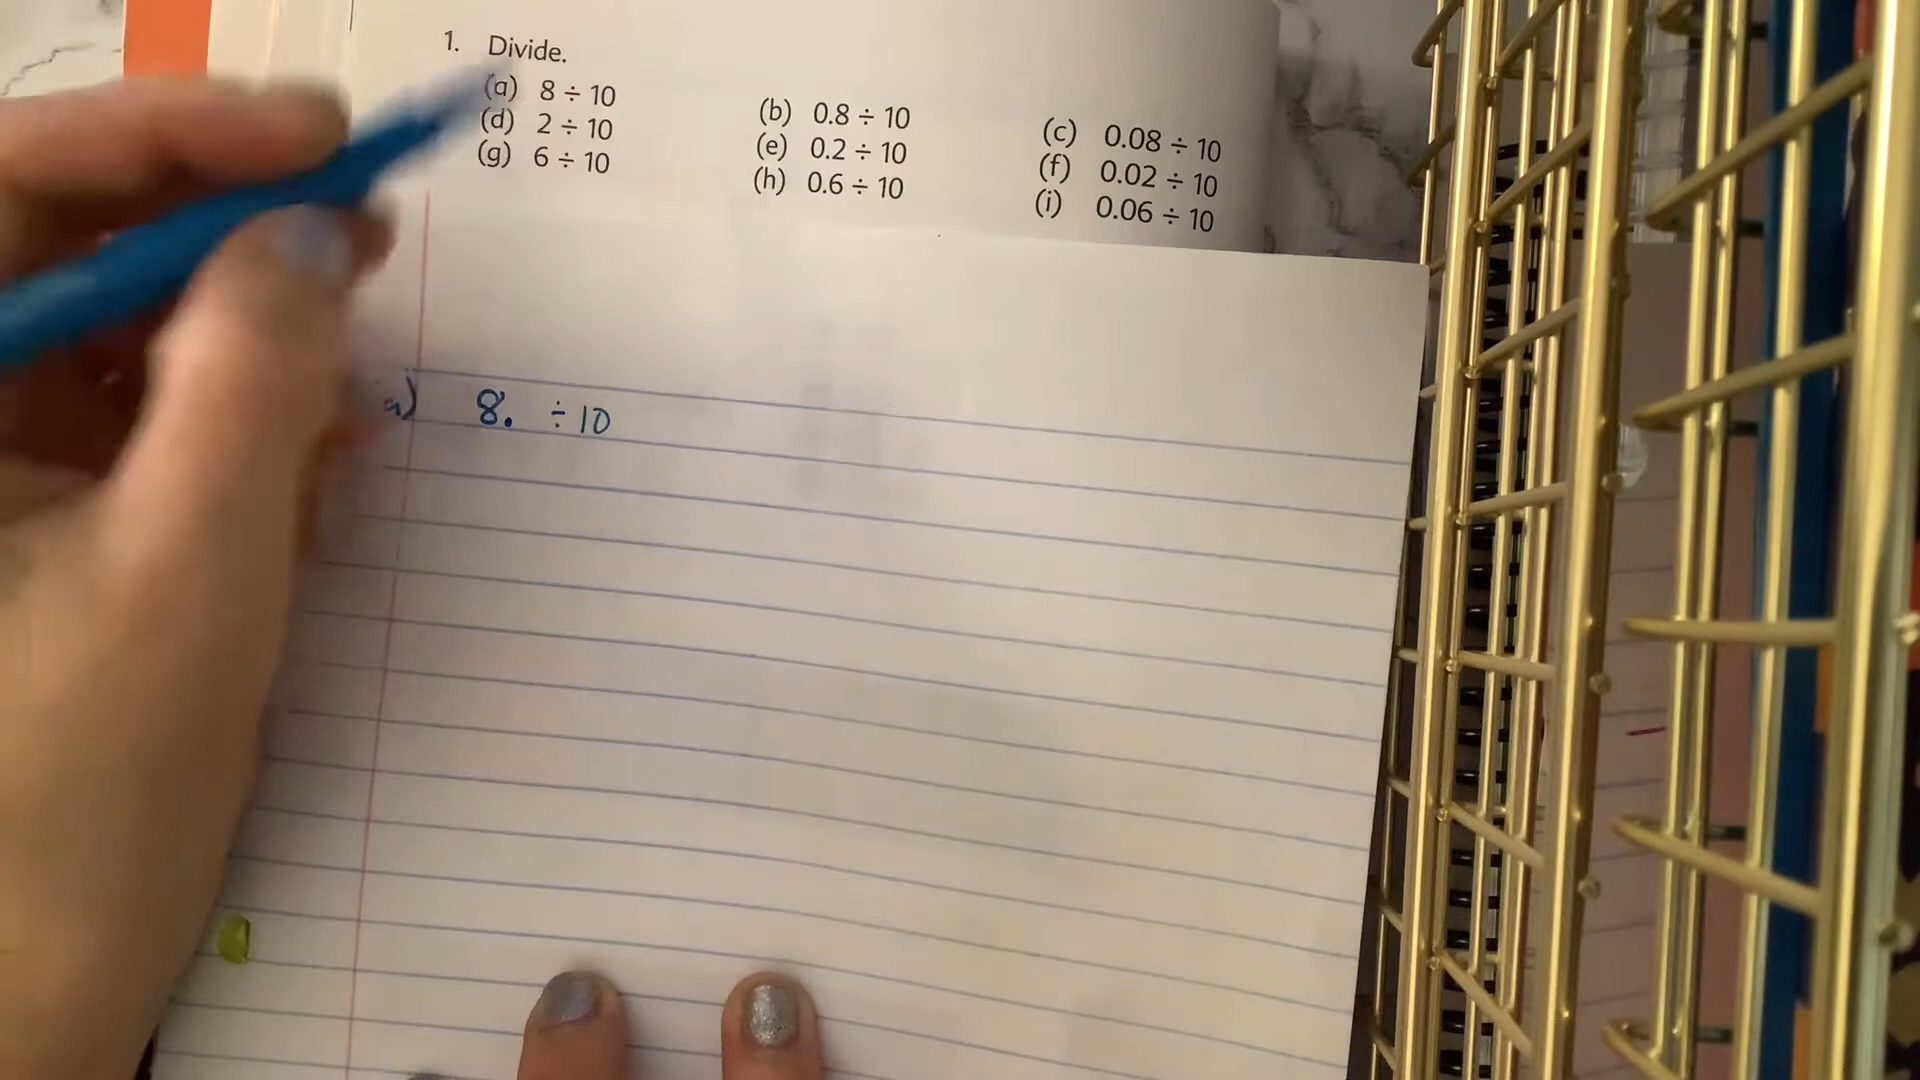 1. Divide.
(a) 8 ÷ 10 (b) 0.8 ÷ 10 (c) 0.08 ÷ 10
(d) 2 ÷ 10 (e) 0.2 ÷ 10 (f) 0.02 ÷ 10
(g) 6 ÷ 10 (h) 0.6 ÷ 10 (i) 0.06 ÷ 10
a) 8. ÷ 10